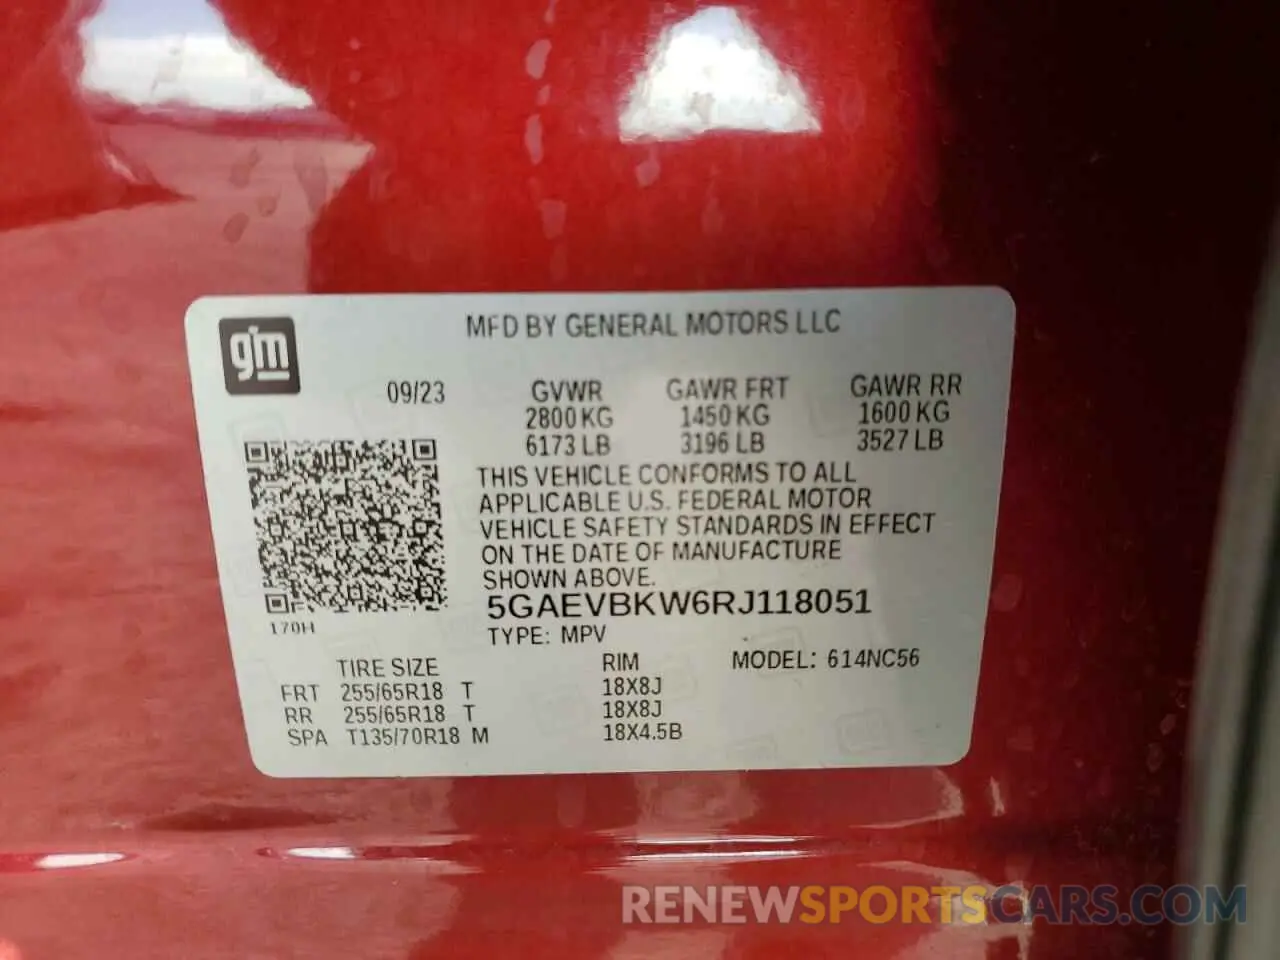 gm
MFD BY GENERAL MOTORS LLC
09/23 GVWR GAWR FRT GAWR RR
2800 KG 1450 KG 1600 KG
6173 LB 3196 LB 3527 LB
THIS VEHICLE CONFORMS TO ALL
APPLICABLE U.S. FEDERAL MOTOR
VEHICLE SAFETY STANDARDS IN EFFECT
ON THE DATE OF MANUFACTURE
SHOWN ABOVE.
5GAEVBKW6RJ118051
170H
TYPE: MPV
TIRE SIZE RIM MODEL: 614NC56
FRT 255/65R18 T 18X8J
RR 255/65R18 T 18X8J
SPA T135/70R18 M 18X4.5B
RENEWSPORTSCARS.COM